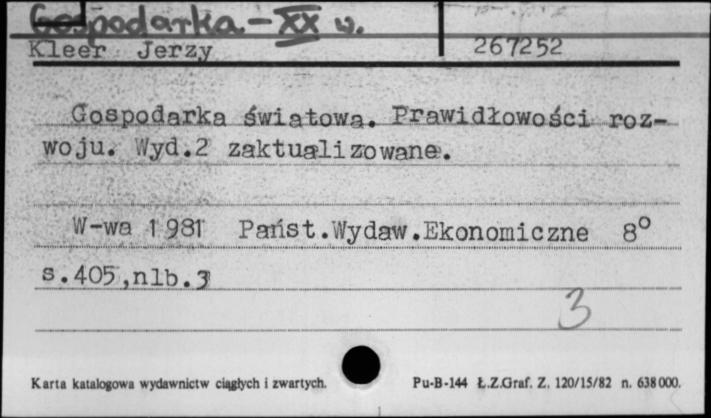 Gospodarka - XX w.
Kleer Jerzy 267252
Gospodarka światowa. Prawidłowości roz-
woju. Wyd.2 zaktualizowane.
W-wa 1981 Państ.Wydaw.Ekonomiczne 8°
s.405,nlb.3
3
Karta katalogowa wydawnictw ciągłych i zwartych. Pu-B-144 Ł.Z.Graf. Z. 120/15/82 n. 638000.